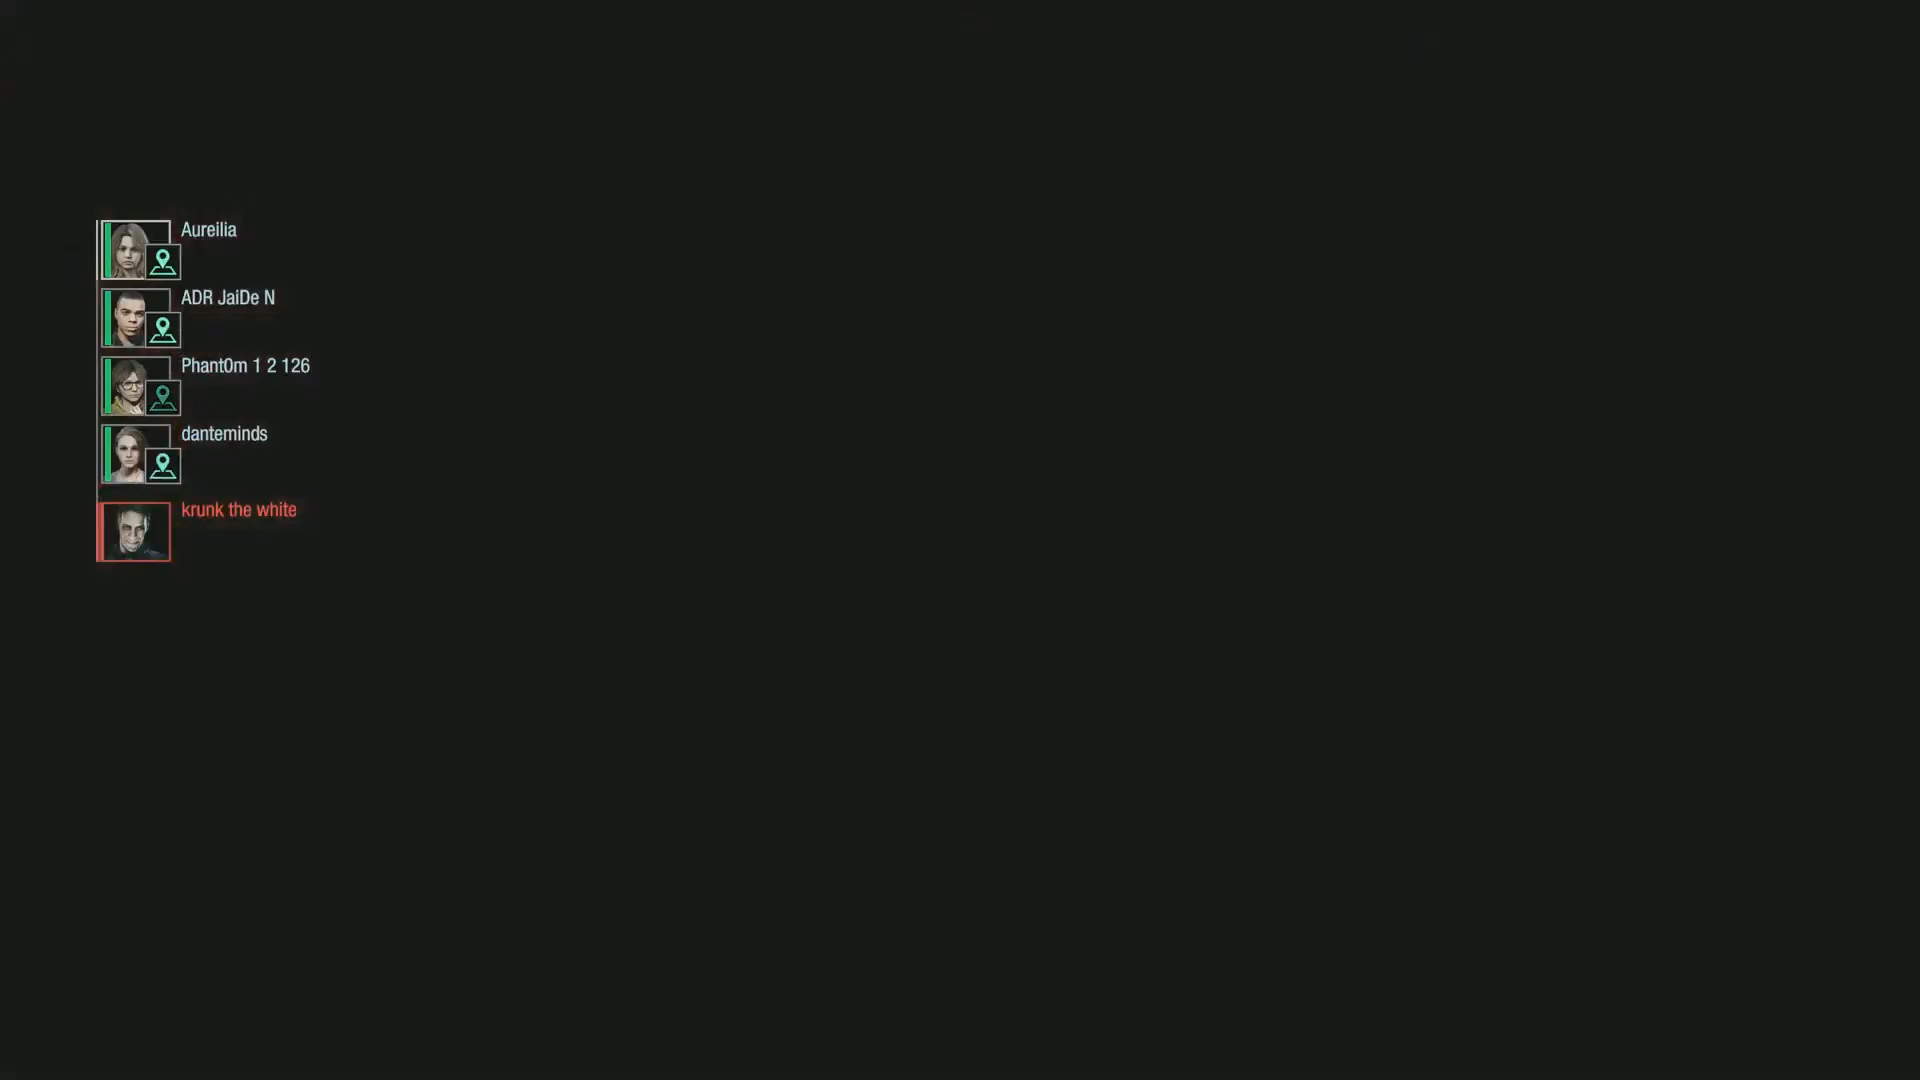 Aureilia
ADR JaiDe N
Phant0m 1 2 126
danteminds
krunk the white